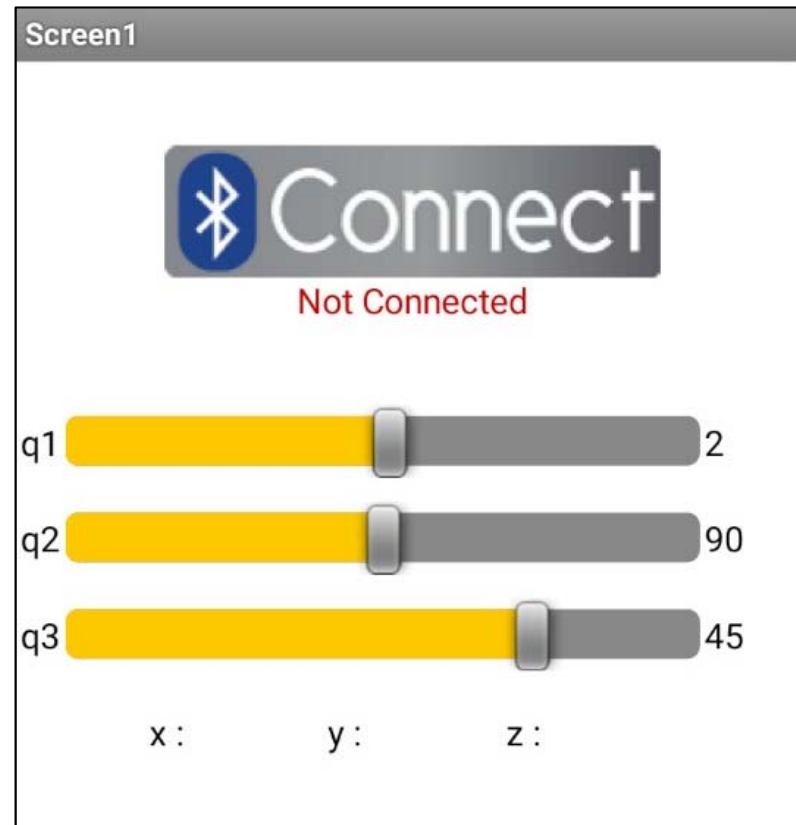 Screen1
Connect
Not Connected
q1 2
q2 90
q3 45
x : y : z :